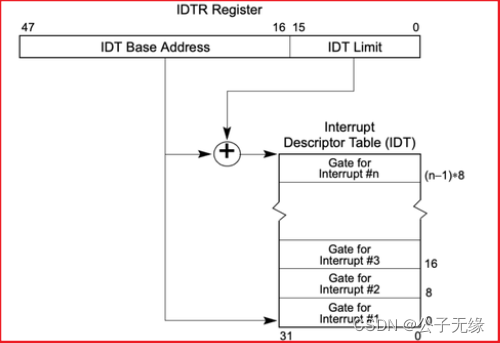 IDTR Register
47 16 15 0
IDT Base Address IDT Limit
+
Interrupt
Descriptor Table (IDT)
Gate for
Interrupt #n
(n–1)∗8
Gate for
Interrupt #3
16
Gate for
Interrupt #2
8
Gate for
Interrupt #1
0
31 0
CSDN @公子无缘